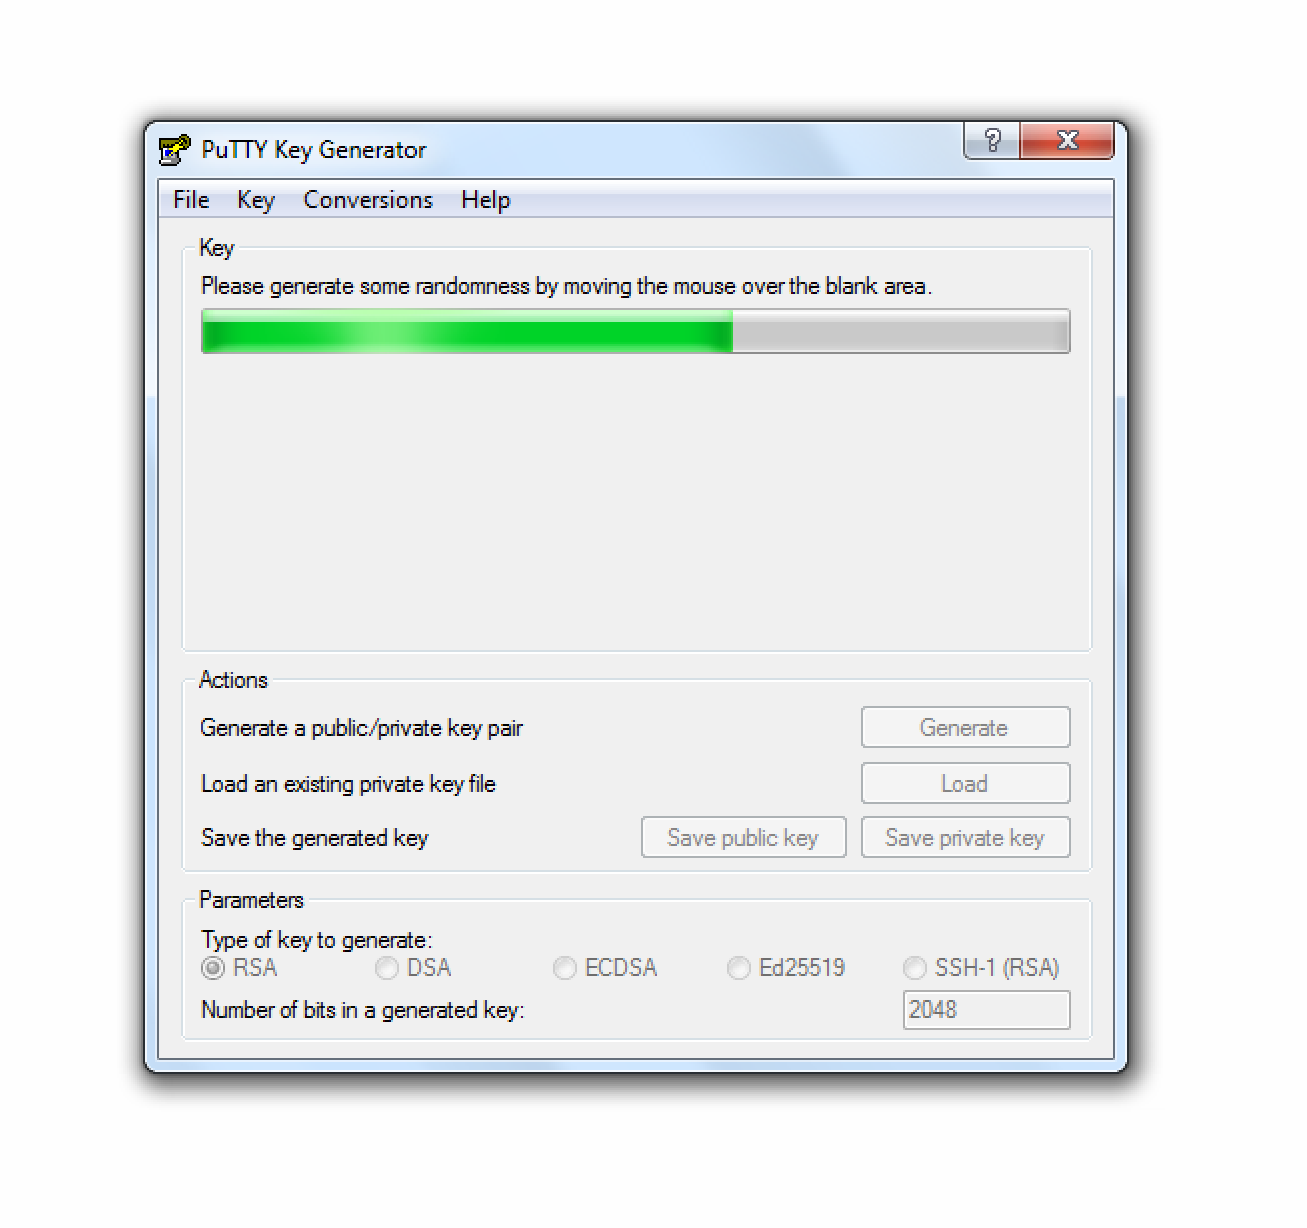 PuTTY Key Generator
File Key Conversions Help
Key
Please generate some randomness by moving the mouse over the blank area.
Actions
Generate a public/private key pair Generate
Load an existing private key file Load
Save the generated key Save public key Save private key
Parameters
Type of key to generate:
RSA DSA ECDSA Ed25519 SSH-1 (RSA)
Number of bits in a generated key: 2048